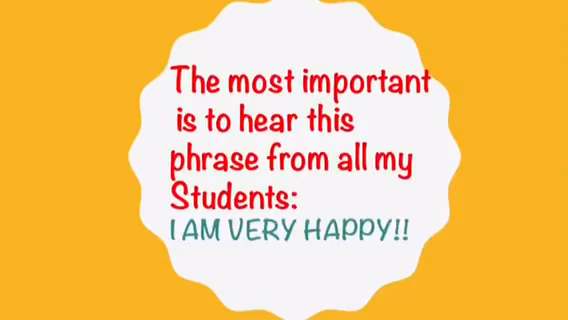 The most important
is to hear this
phrase from all my
Students:
I AM VERY HAPPY!!